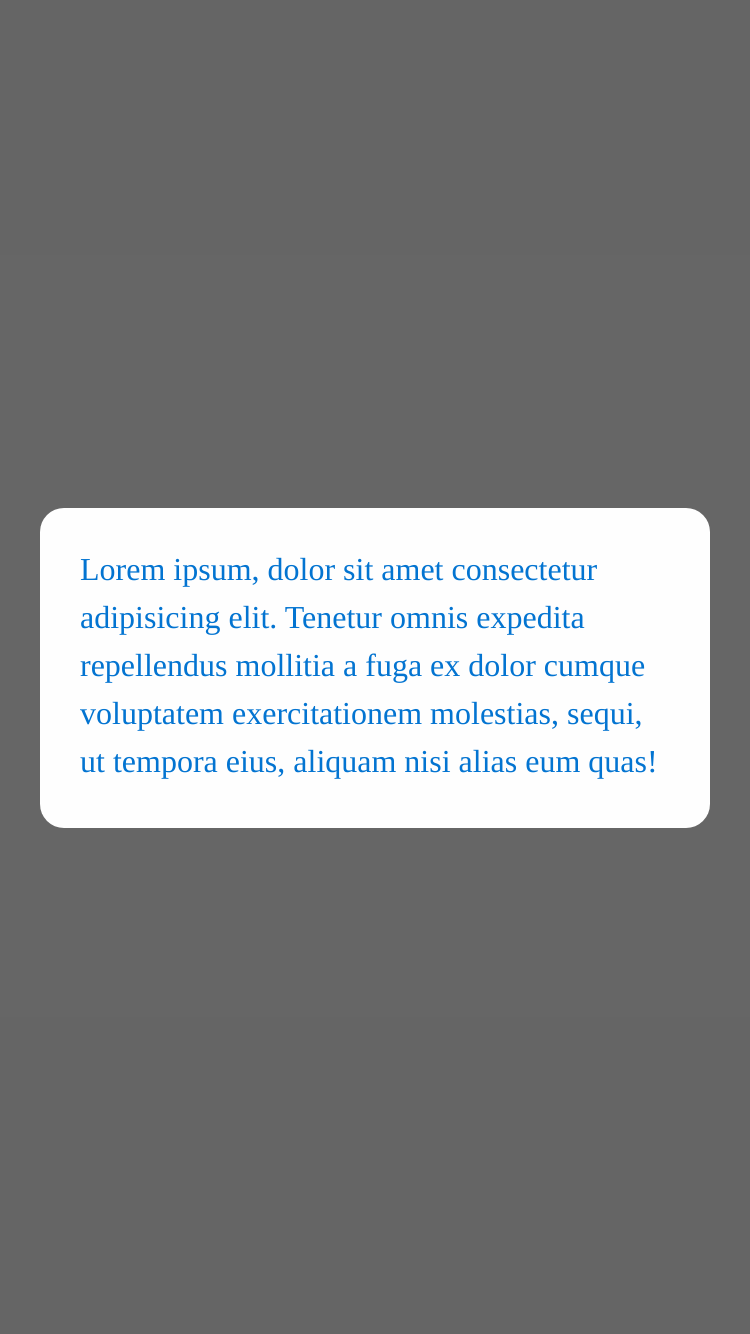 Lorem ipsum, dolor sit amet consectetur
adipisicing elit. Tenetur omnis expedita
repellendus mollitia a fuga ex dolor cumque
voluptatem exercitationem molestias, sequi,
ut tempora eius, aliquam nisi alias eum quas!